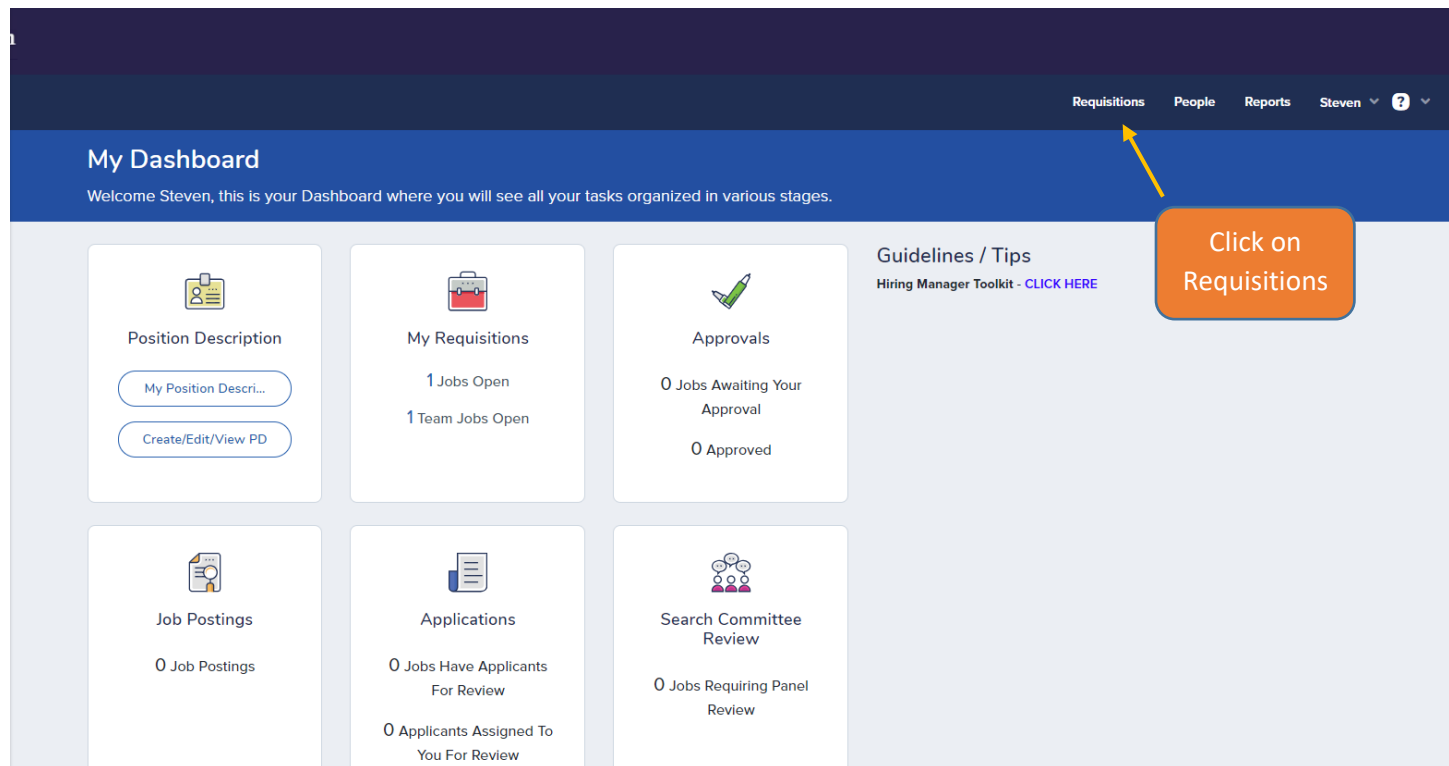 Requisitions People Reports Steven ?
My Dashboard
Welcome Steven, this is your Dashboard where you will see all your tasks organized in various stages.
Click on
Requisitions
Guidelines / Tips
Hiring Manager Toolkit - CLICK HERE
Position Description
My Position Descri...
Create/Edit/View PD
My Requisitions
1 Jobs Open
1 Team Jobs Open
Approvals
0 Jobs Awaiting Your
Approval
0 Approved
Job Postings
0 Job Postings
Applications
0 Jobs Have Applicants
For Review
0 Applicants Assigned To
You For Review
Search Committee
Review
0 Jobs Requiring Panel
Review